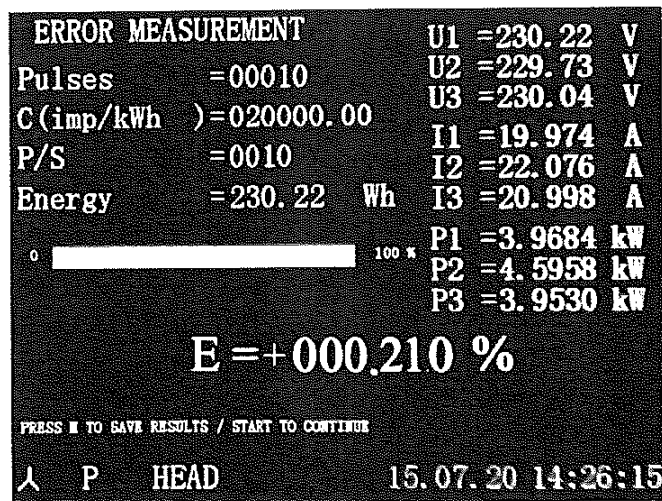 ERROR MEASUREMENT
Pulses =00010
C(imp/kWh )=020000.00
P/S =0010
Energy =230.22 Wh
0 100 %
U1 =230.22 V
U2 =229.73 V
U3 =230.04 V
I1 =19.974 A
I2 =22.076 A
I3 =20.998 A
P1 =3.9684 kW
P2 =4.5958 kW
P3 =3.9530 kW
E =+000.210 %
PRESS M TO SAVE RESULTS / START TO CONTINUE
P HEAD 15.07.20 14:26:15